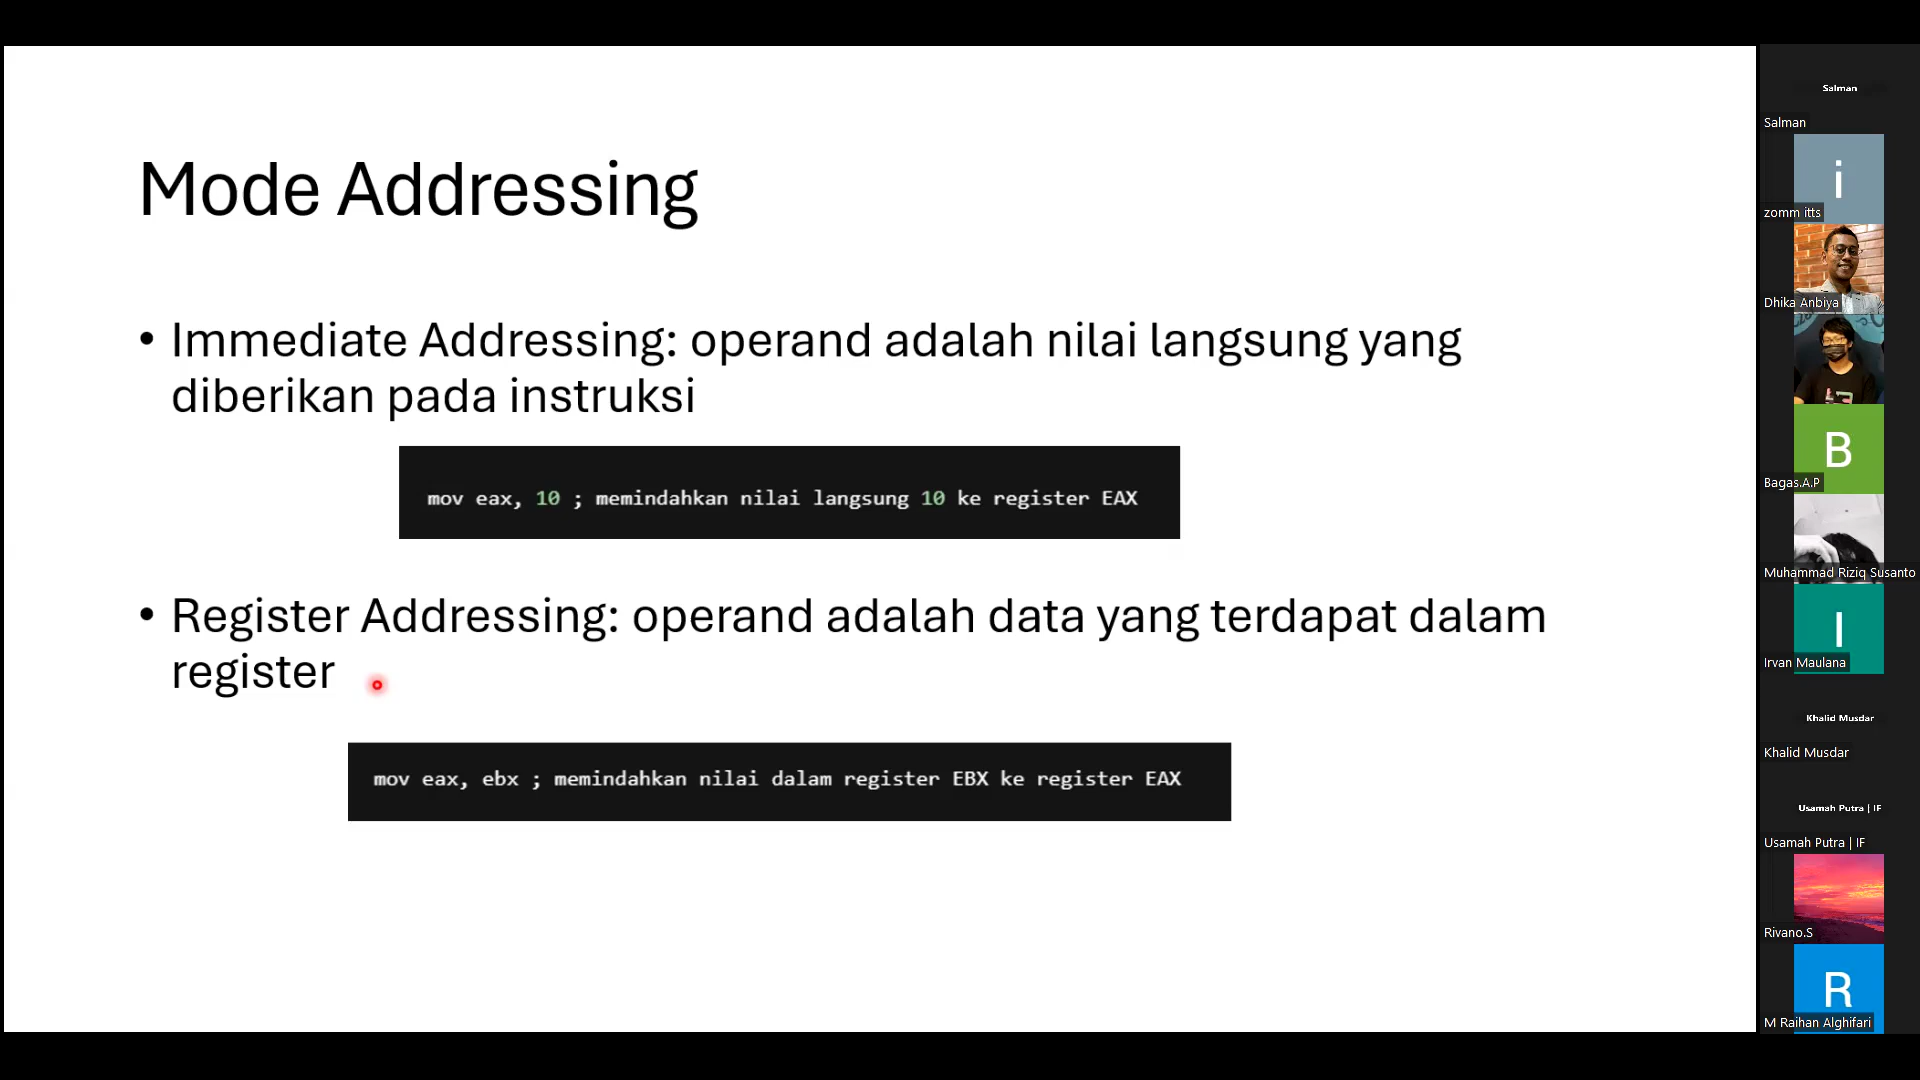 Mode Addressing
• Immediate Addressing: operand adalah nilai langsung yang
diberikan pada instruksi
mov eax, 10 ; memindahkan nilai langsung 10 ke register EAX
• Register Addressing: operand adalah data yang terdapat dalam
register
mov eax, ebx ; memindahkan nilai dalam register EBX ke register EAX
Salman
Salman
i
zomm itts
Dhika Anbiya
B
Bagas.A.P
Muhammad Riziq Susanto
I
Irvan Maulana
Khalid Musdar
Khalid Musdar
Usamah Putra | IF
Usamah Putra | IF
Rivano.S
R
M Raihan Alghifari